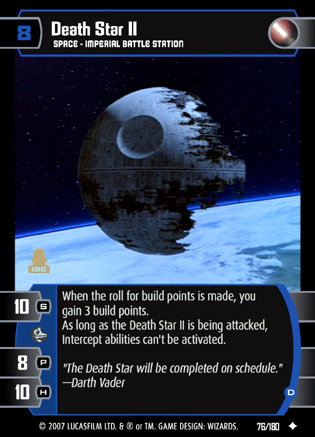 8
Death Star II
SPACE - IMPERIAL BATTLE STATION
100
10 S
When the roll for build points is made, you
gain 3 build points.
As long as the Death Star II is being attacked,
Intercept abilities can't be activated.
8 P
"The Death Star will be completed on schedule."
10 H
—Darth Vader
D
© 2007 LUCASFILM LTD. & ® or TM. GAME DESIGN: WIZARDS. 76/180